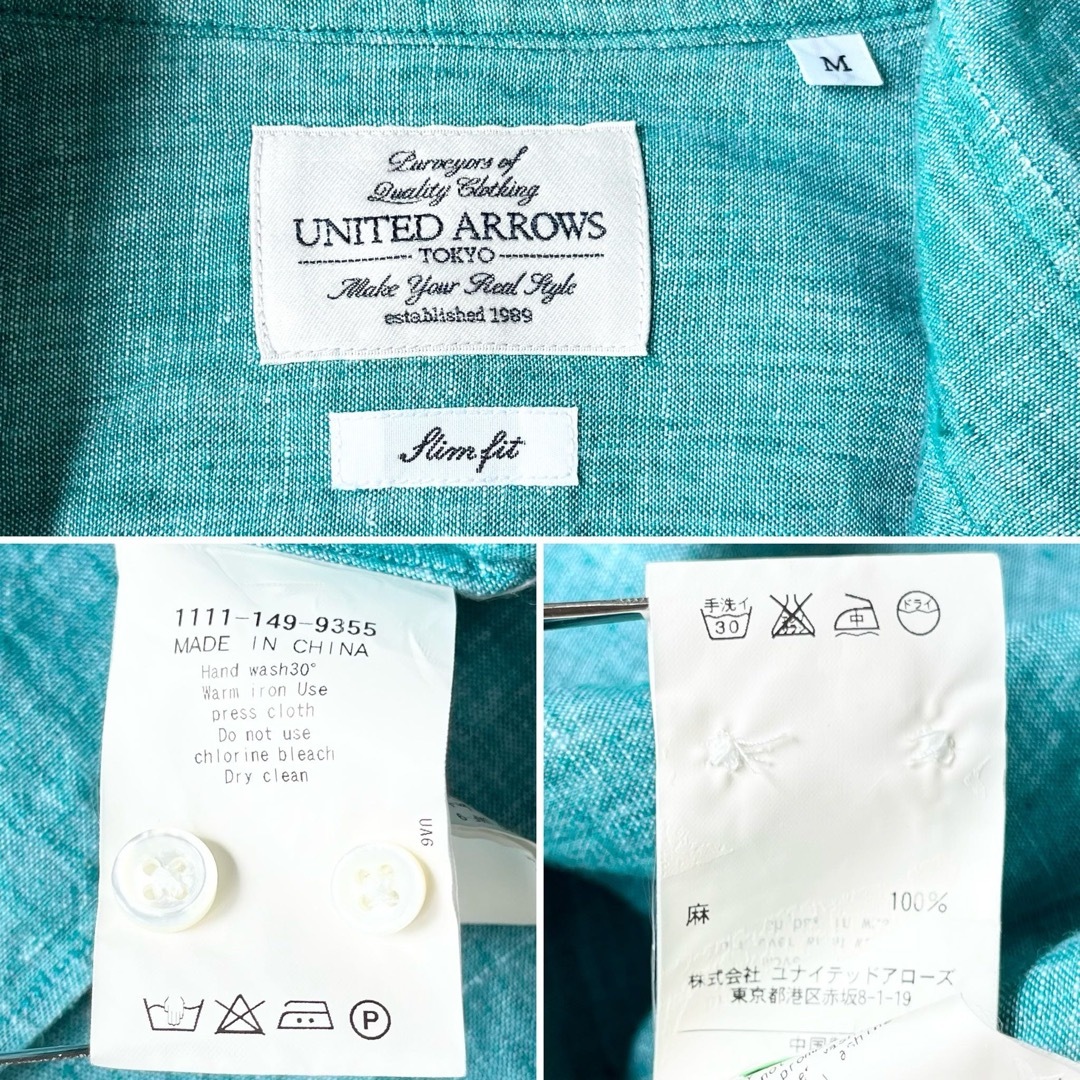 M
Purveyors of
Quality Clothing
UNITED ARROWS
TOKYO
Make Your Real Style
established 1989
Slim fit
1111-149-9355
MADE IN CHINA
Hand wash30°
Warm iron Use
press cloth
Do not use
chlorine bleach
Dry clean
UA6
P
手洗イ
30
中
ドライ
麻 100%
株式会社 ユナイテッドアローズ
東京都港区赤坂8-1-19
中国